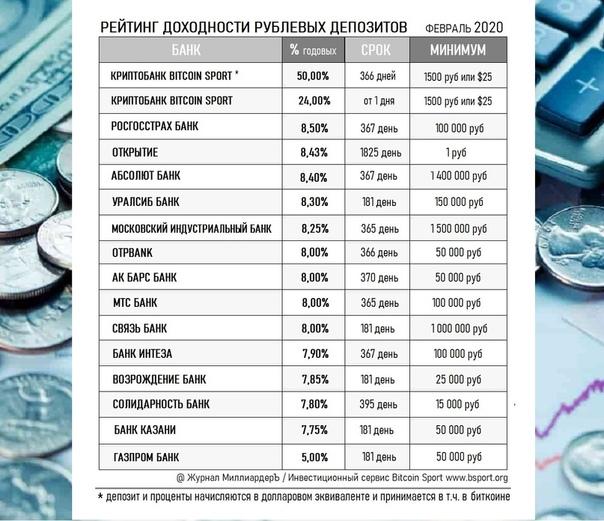 РЕЙТИНГ ДОХОДНОСТИ РУБЛЕВЫХ ДЕПОЗИТОВ ФЕВРАЛЬ 2020
БАНК % годовых СРОК МИНИМУМ
КРИПТОБАНК BITCOIN SPORT * 50,00% 366 дней 1500 руб или $25
КРИПТОБАНК BITCOIN SPORT 24,00% от 1 дня 1500 руб или $25
РОСГОССТРАХ БАНК 8,50% 367 день 100 000 руб
ОТКРЫТИЕ 8,43% 1825 день 1 руб
АБСОЛЮТ БАНК 8,40% 367 день 1 400 000 руб
УРАЛСИБ БАНК 8,30% 181 день 150 000 руб
МОСКОВСКИЙ ИНДУСТРИАЛЬНЫЙ БАНК 8,25% 365 день 1 500 000 руб
OTPBANK 8,00% 366 день 50 000 руб
АК БАРС БАНК 8,00% 370 день 50 000 руб
МТС БАНК 8,00% 365 день 100 000 руб
СВЯЗЬ БАНК 8,00% 181 день 1 000 000 руб
БАНК ИНТЕЗА 7,90% 367 день 100 000 руб
ВОЗРОЖДЕНИЕ БАНК 7,85% 181 день 25 000 руб
СОЛИДАРНОСТЬ БАНК 7,80% 395 день 15 000 руб
БАНК КАЗАНИ 7,75% 181 день 50 000 руб
ГАЗПРОМ БАНК 5,00% 181 день 50 000 руб
@ Журнал МиллиардерЪ / Инвестиционный сервис Bitcoin Sport www.bsport.org
* депозит и проценты начисляются в долларовом эквиваленте и принимается в т.ч. в биткоине